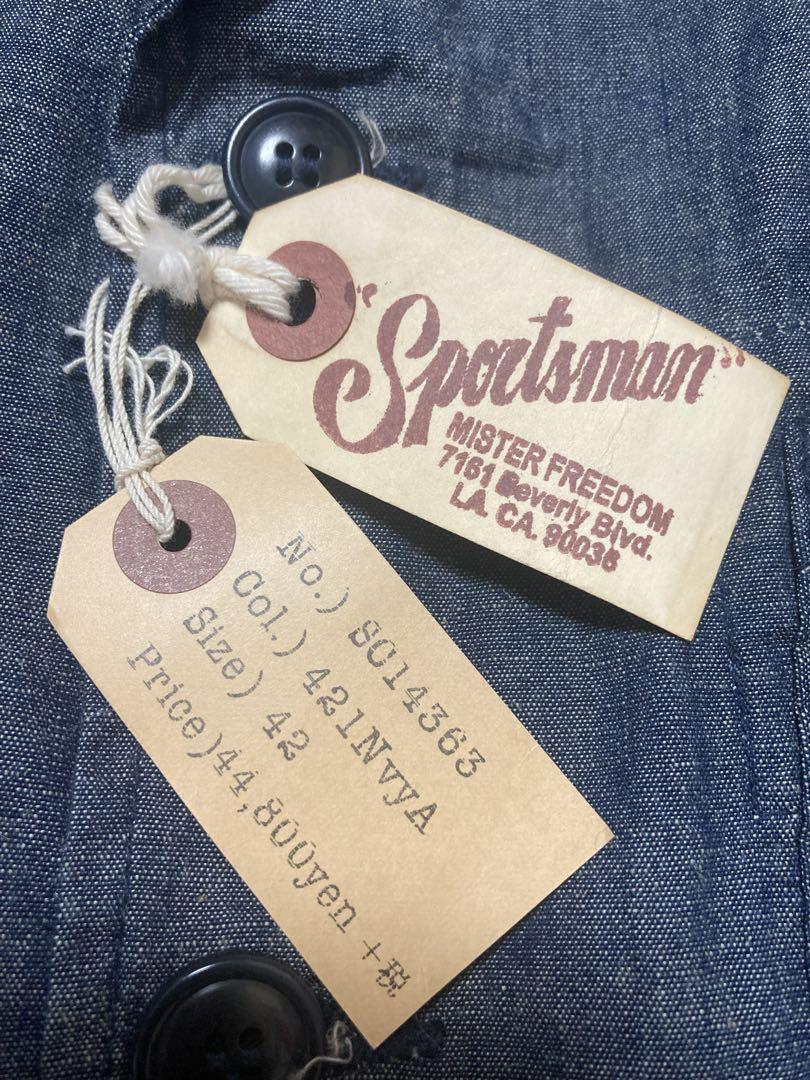 "Sportsman"
MISTER FREEDOM
7161 Beverly Blvd.
LA. CA. 90036
No.) SC14363
Col.) 421NvyA
Size) 42
Price)44,800yen +税